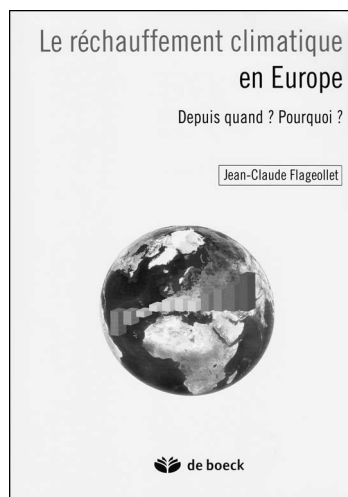 Le réchauffement climatique
en Europe
Depuis quand ? Pourquoi ?
Jean-Claude Flageollet
de boeck